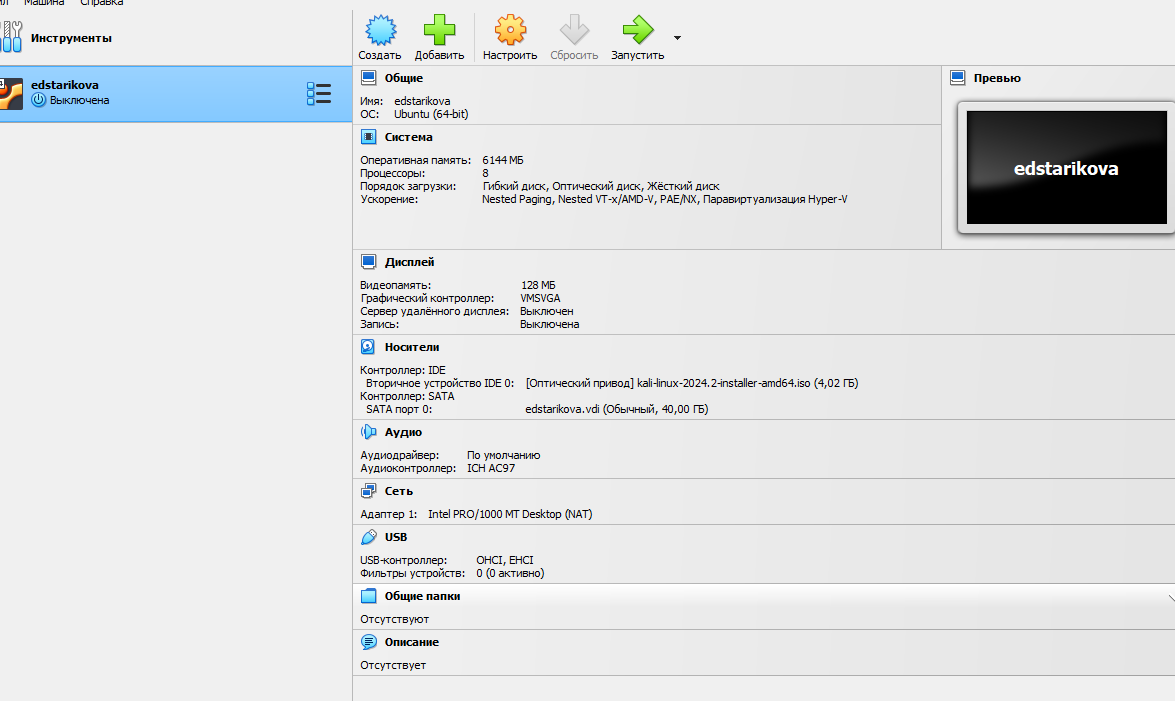 Машина Справка
Инструменты
edstarikova
Выключена
Создать Добавить Настроить Сбросить Запустить
Общие
Имя: edstarikova
ОС: Ubuntu (64-bit)
Система
Оперативная память: 6144 МБ
Процессоры: 8
Порядок загрузки: Гибкий диск, Оптический диск, Жёсткий диск
Ускорение: Nested Paging, Nested VT-x/AMD-V, PAE/NX, Паравиртуализация Hyper-V
Превью
edstarikova
Дисплей
Видеопамять: 128 МБ
Графический контроллер: VMSVGA
Сервер удалённого дисплея: Выключен
Запись: Выключена
Носители
Контроллер: IDE
Вторичное устройство IDE 0: [Оптический привод] kali-linux-2024.2-installer-amd64.iso (4,02 ГБ)
Контроллер: SATA
SATA порт 0: edstarikova.vdi (Обычный, 40,00 ГБ)
Аудио
Аудиодрайвер: По умолчанию
Аудиоконтроллер: ICH AC97
Сеть
Адаптер 1: Intel PRO/1000 MT Desktop (NAT)
USB
USB-контроллер: OHCI, EHCI
Фильтры устройств: 0 (0 активно)
Общие папки
Отсутствуют
Описание
Отсутствует